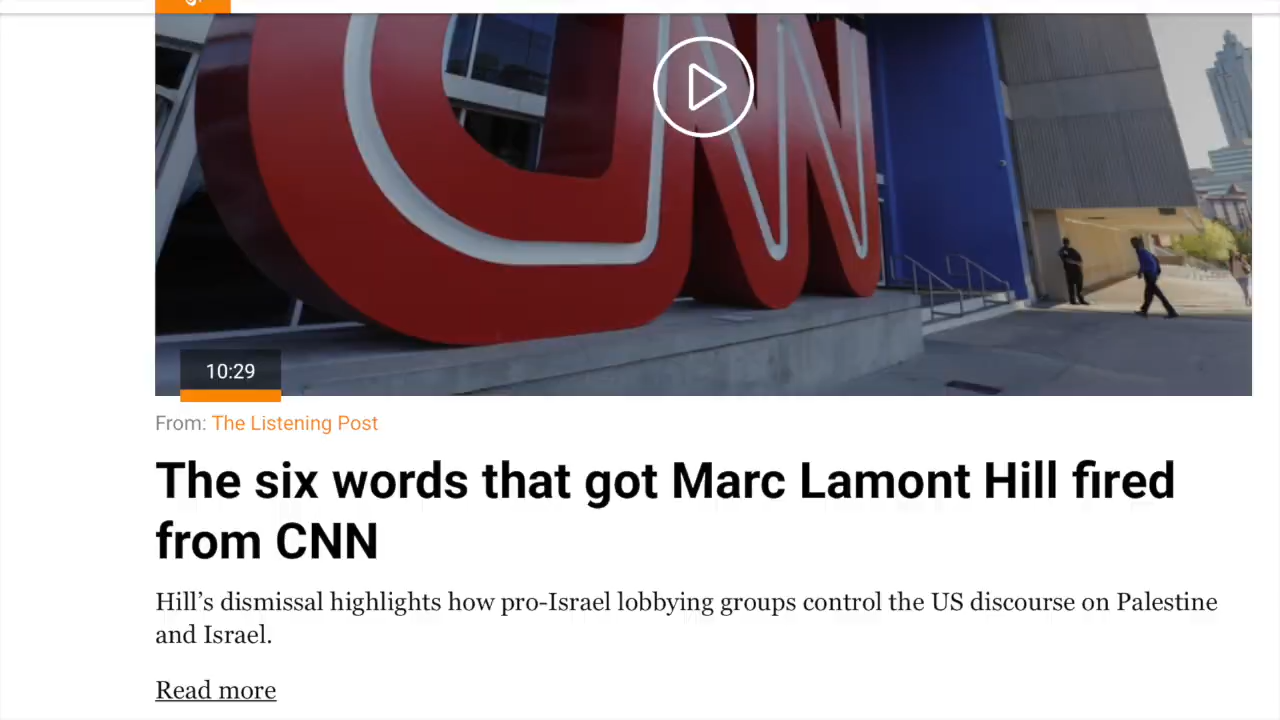 CNN
10:29
From: The Listening Post
The six words that got Marc Lamont Hill fired
from CNN
Hill’s dismissal highlights how pro-Israel lobbying groups control the US discourse on Palestine
and Israel.
Read more